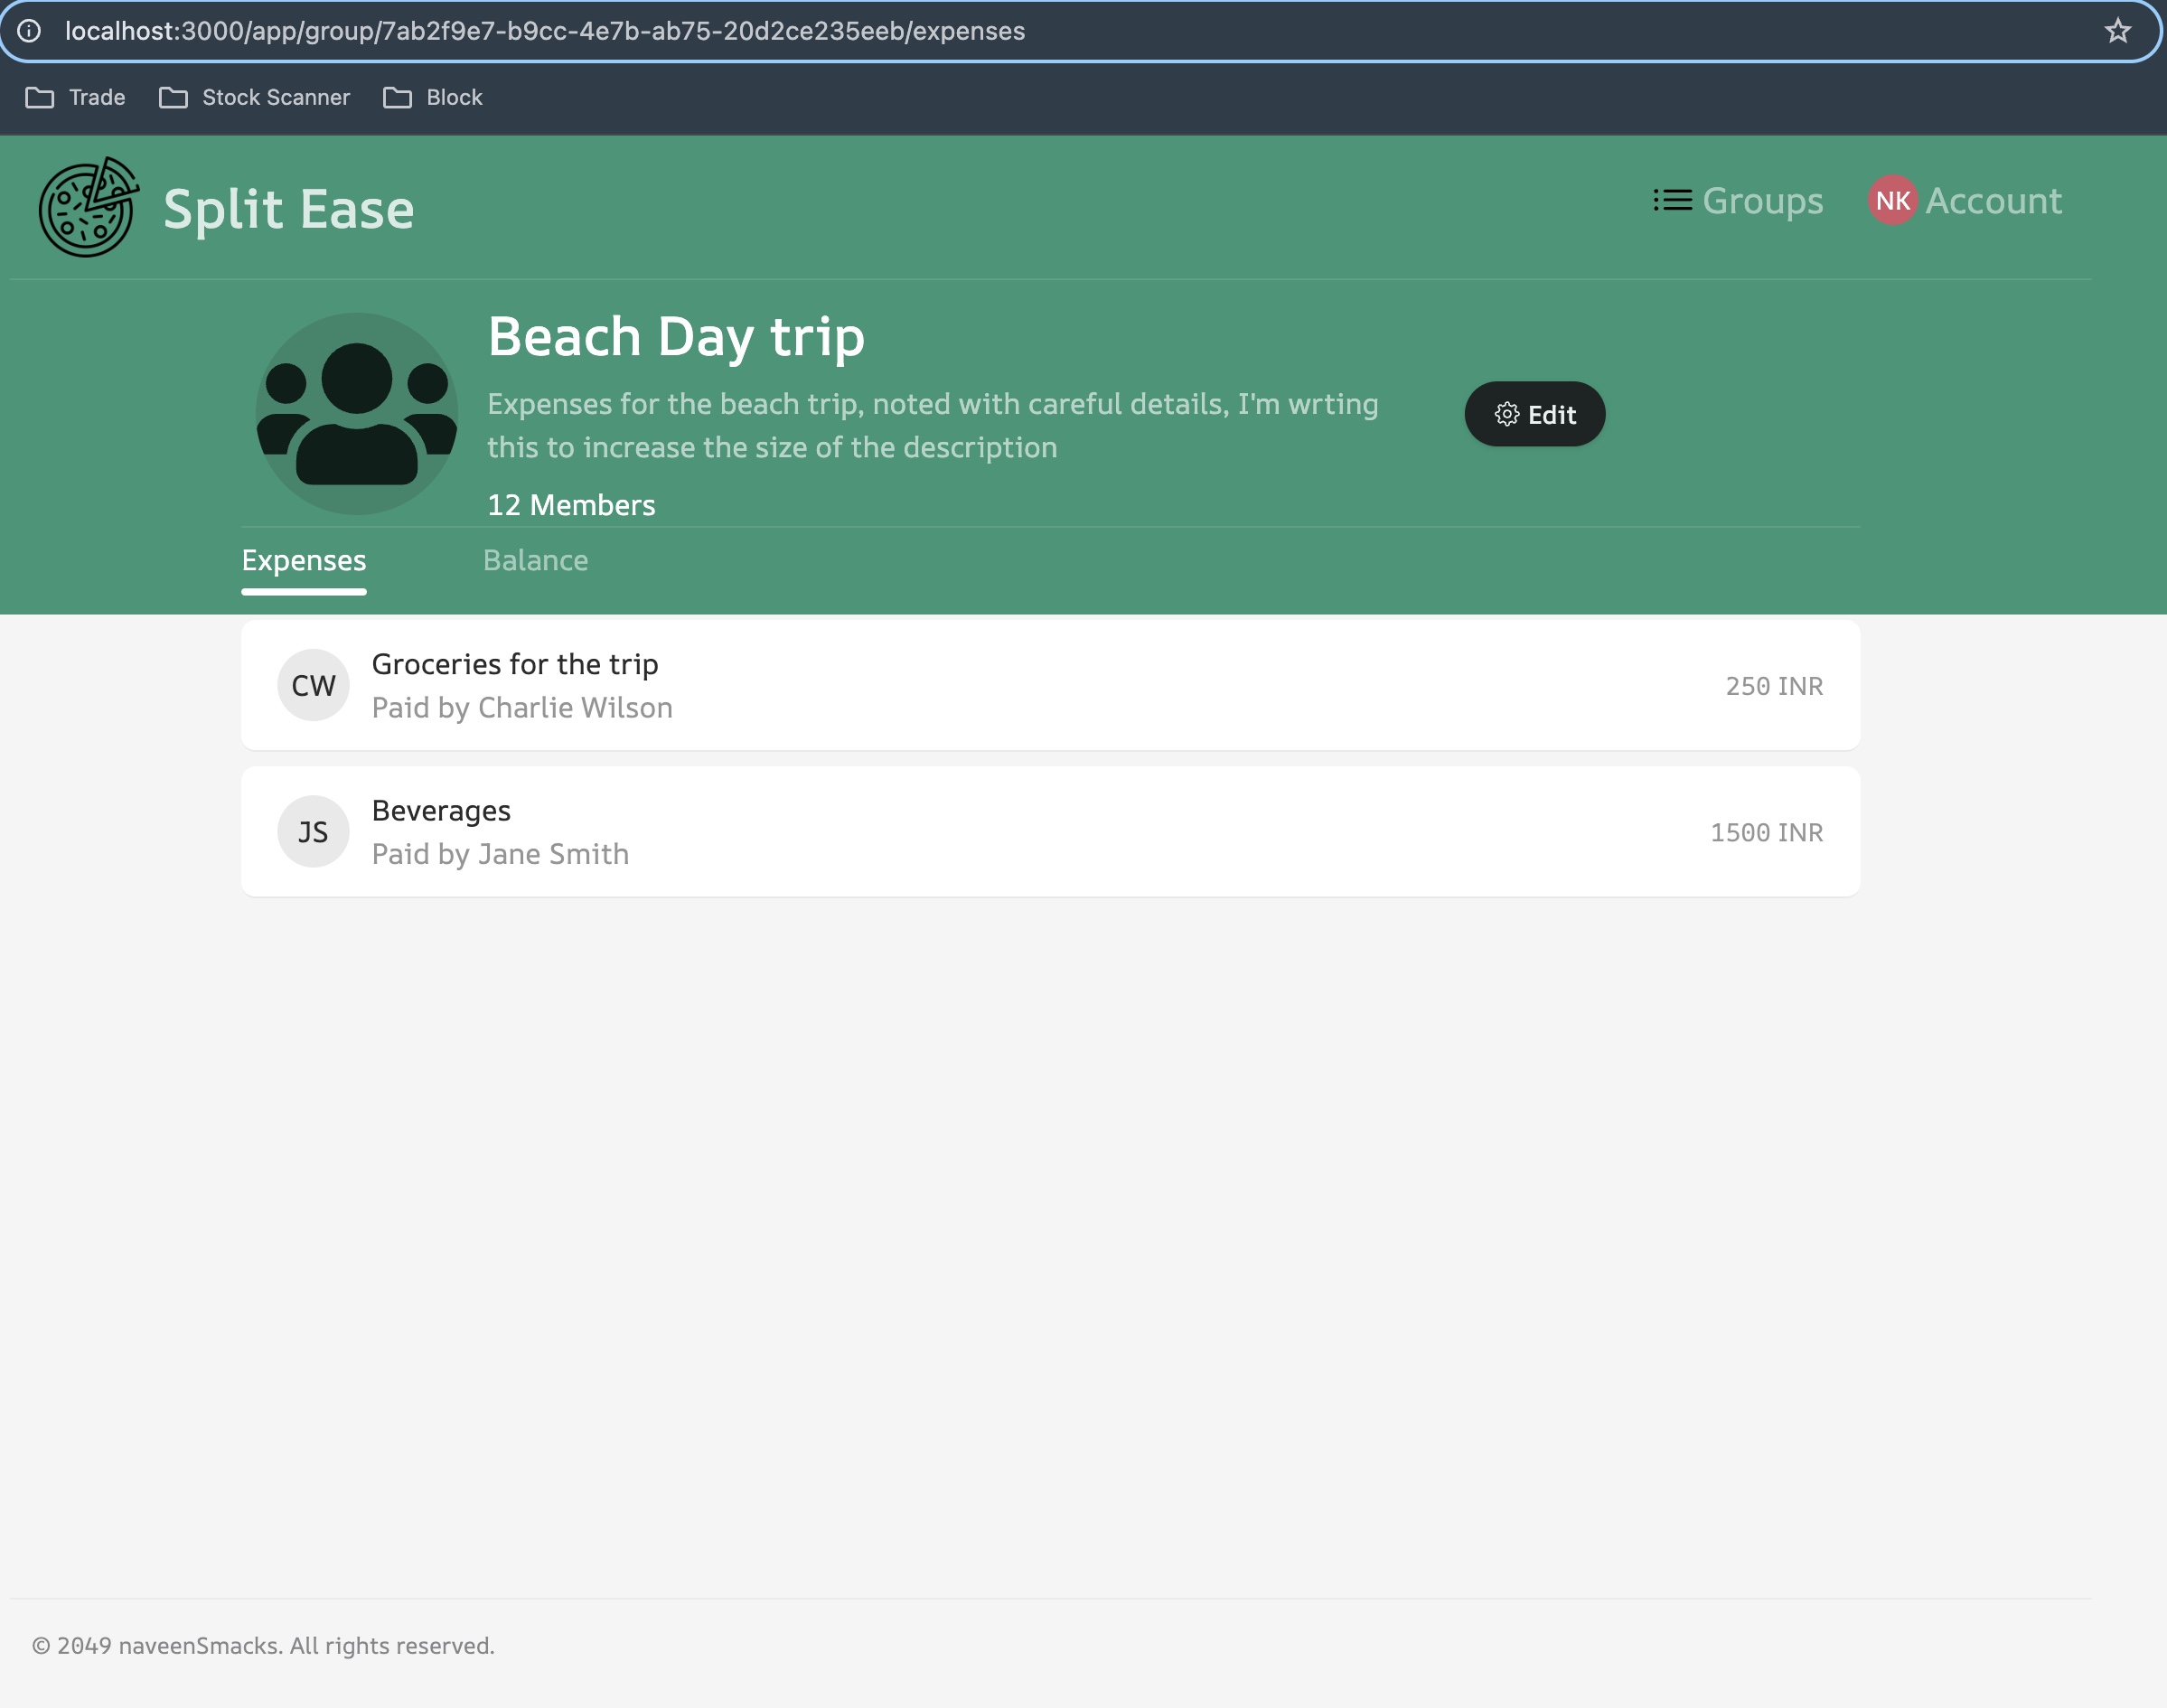 localhost:3000/app/group/7ab2f9e7-b9cc-4e7b-ab75-20d2ce235eeb/expenses
Trade Stock Scanner Block
Split Ease
Groups NK Account
Beach Day trip
Expenses for the beach trip, noted with careful details, I'm wrting
this to increase the size of the description
Edit
12 Members
Expenses Balance
CW
Groceries for the trip
Paid by Charlie Wilson
250 INR
JS
Beverages
Paid by Jane Smith
1500 INR
© 2049 naveenSmacks. All rights reserved.